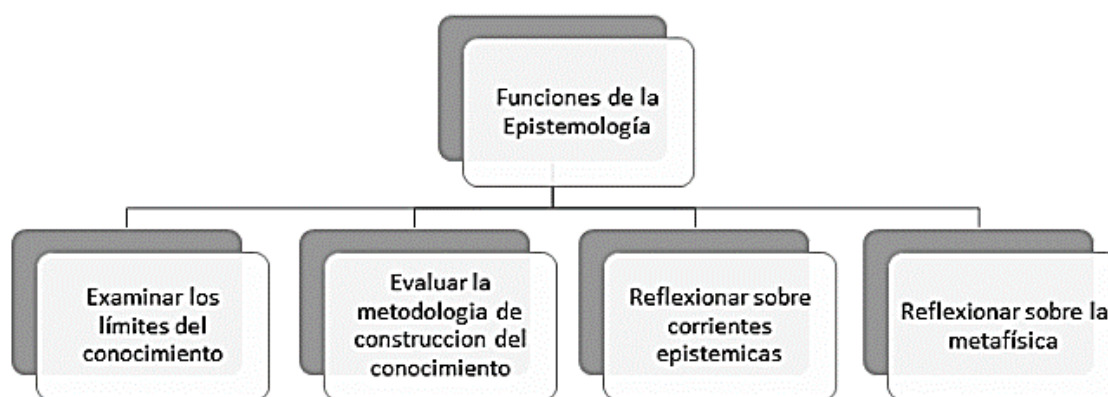 Funciones de la
Epistemología
Examinar los
límites del
conocimiento
Evaluar la
metodologia de
construccion del
conocimiento
Reflexionar sobre
corrientes
epistemicas
Reflexionar sobre la
metafísica